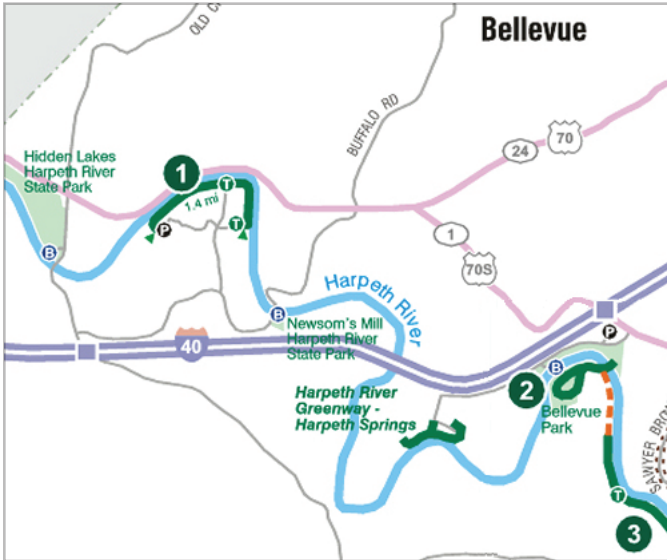 Bellevue
OLD
BUFFALO RD
24
70
Hidden Lakes
Harpeth River
State Park
1
T
1.4 mi
P
T
1
70S
B
Harpeth River
B
Newsom's Mill
Harpeth River
State Park
40
P
2
B
Harpeth River
Greenway -
Harpeth Springs
Bellevue
Park
SAWYER
T
3